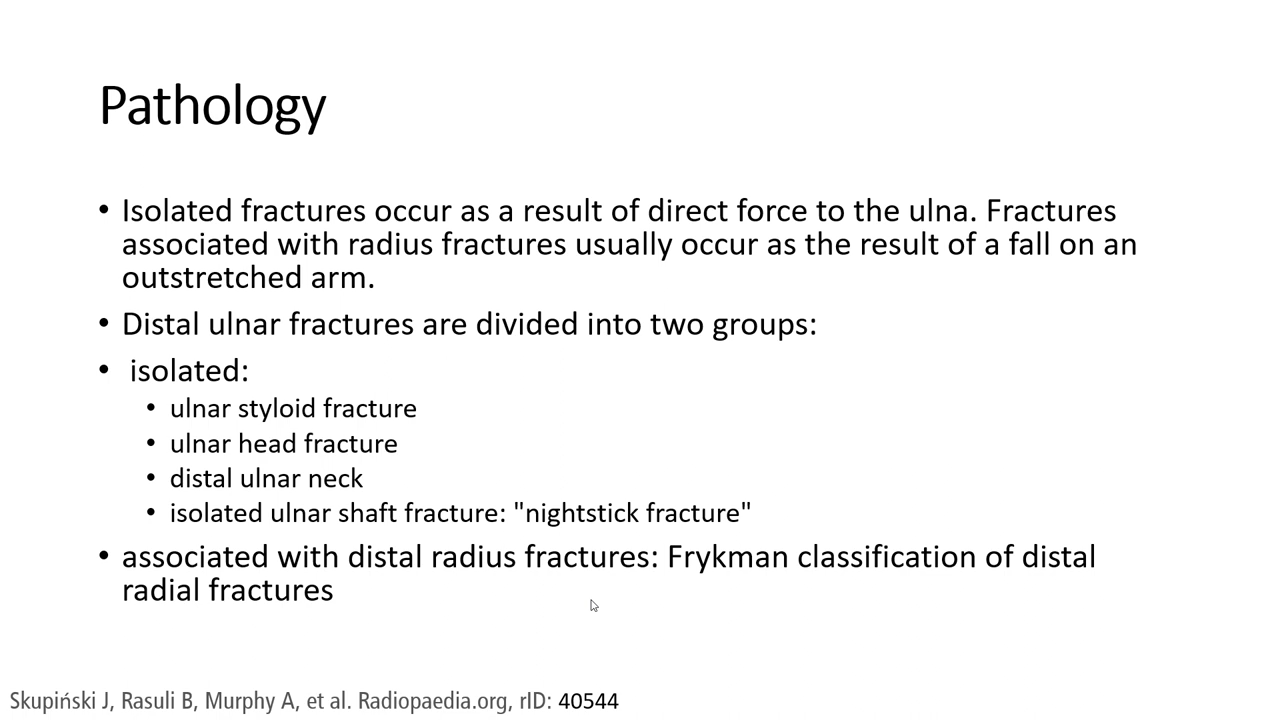 Pathology
• Isolated fractures occur as a result of direct force to the ulna. Fractures
associated with radius fractures usually occur as the result of a fall on an
outstretched arm.
• Distal ulnar fractures are divided into two groups:
• isolated:
• ulnar styloid fracture
• ulnar head fracture
• distal ulnar neck
• isolated ulnar shaft fracture: "nightstick fracture"
• associated with distal radius fractures: Frykman classification of distal
radial fractures
Skupiński J, Rasuli B, Murphy A, et al. Radiopaedia.org, rID: 40544